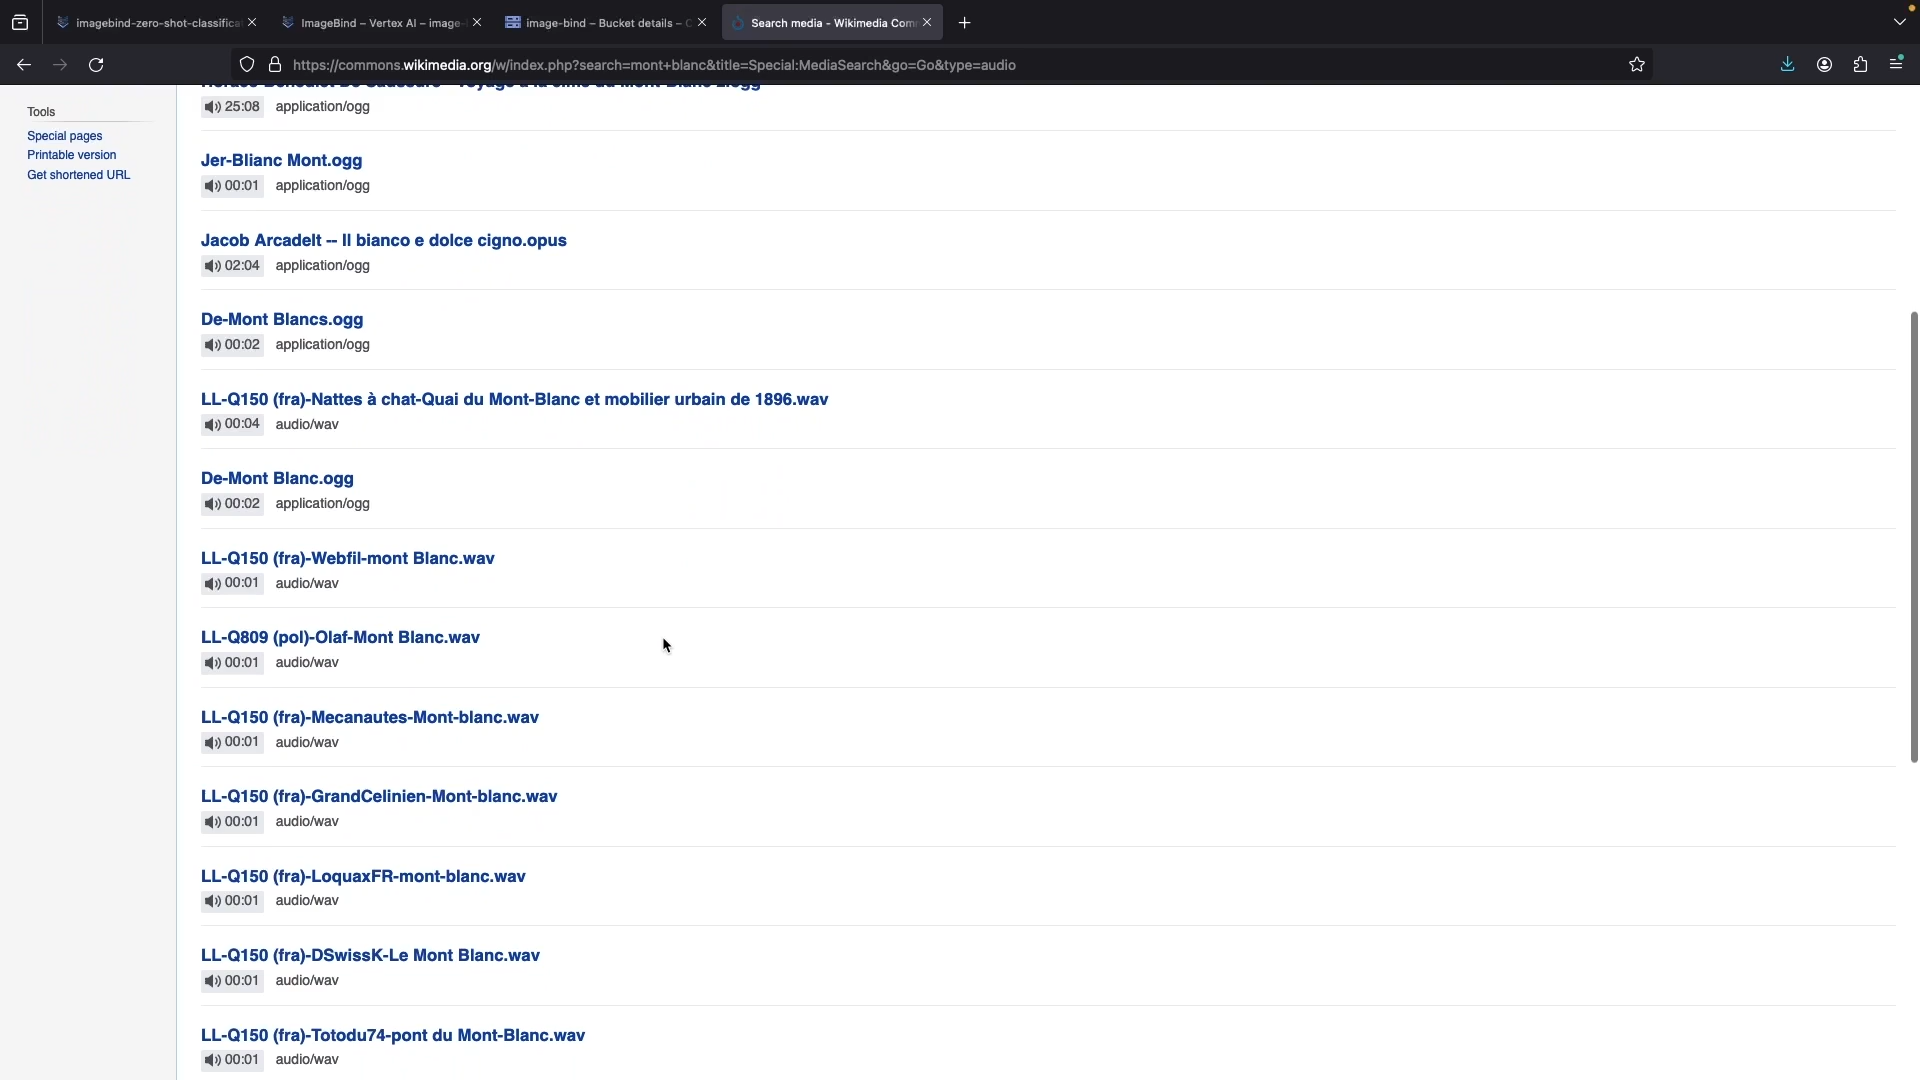 imagebind-zero-shot-classifica
ImageBind – Vertex AI – image-
image-bind – Bucket details – C
Search media - Wikimedia Com
https://commons.wikimedia.org/w/index.php?search=mont+blanc&title=Special:MediaSearch&go=Go&type=audio
Tools
Special pages
Printable version
Get shortened URL
25:08 application/ogg
Jer-Blianc Mont.ogg
00:01 application/ogg
Jacob Arcadelt -- Il bianco e dolce cigno.opus
02:04 application/ogg
De-Mont Blancs.ogg
00:02 application/ogg
LL-Q150 (fra)-Nattes à chat-Quai du Mont-Blanc et mobilier urbain de 1896.wav
00:04 audio/wav
De-Mont Blanc.ogg
00:02 application/ogg
LL-Q150 (fra)-Webfil-mont Blanc.wav
00:01 audio/wav
LL-Q809 (pol)-Olaf-Mont Blanc.wav
00:01 audio/wav
LL-Q150 (fra)-Mecanautes-Mont-blanc.wav
00:01 audio/wav
LL-Q150 (fra)-GrandCelinien-Mont-blanc.wav
00:01 audio/wav
LL-Q150 (fra)-LoquaxFR-mont-blanc.wav
00:01 audio/wav
LL-Q150 (fra)-DSwissK-Le Mont Blanc.wav
00:01 audio/wav
LL-Q150 (fra)-Totodu74-pont du Mont-Blanc.wav
00:01 audio/wav